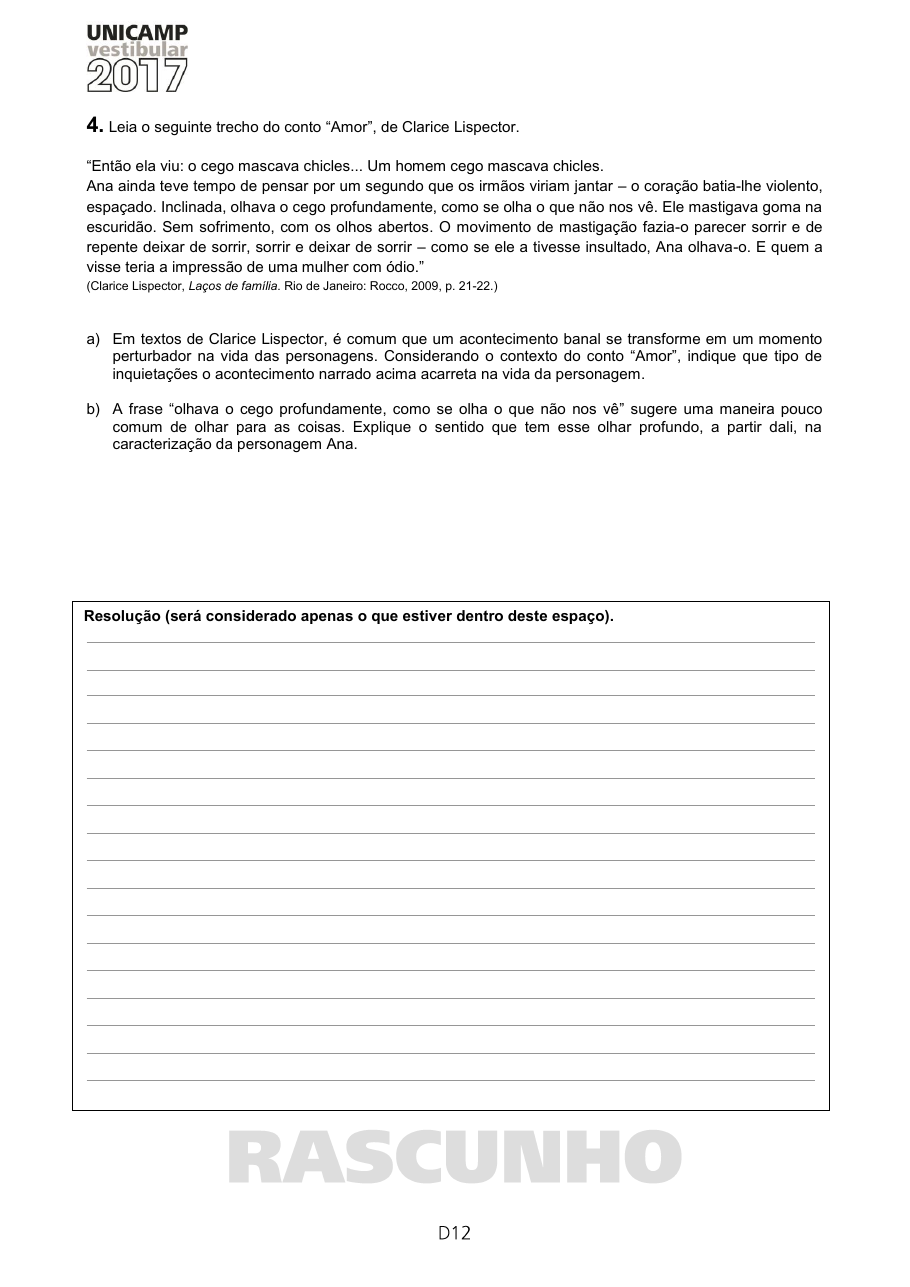 UNICAMP
vestibular
2017
4. Leia o seguinte trecho do conto “Amor”, de Clarice Lispector.
“Então ela viu: o cego mascava chicles... Um homem cego mascava chicles.
Ana ainda teve tempo de pensar por um segundo que os irmãos viriam jantar – o coração batia-lhe violento,
espaçado. Inclinada, olhava o cego profundamente, como se olha o que não nos vê. Ele mastigava goma na
escuridão. Sem sofrimento, com os olhos abertos. O movimento de mastigação fazia-o parecer sorrir e de
repente deixar de sorrir, sorrir e deixar de sorrir – como se ele a tivesse insultado, Ana olhava-o. E quem a
visse teria a impressão de uma mulher com ódio.”
(Clarice Lispector, Laços de família. Rio de Janeiro: Rocco, 2009, p. 21-22.)
a) Em textos de Clarice Lispector, é comum que um acontecimento banal se transforme em um momento
perturbador na vida das personagens. Considerando o contexto do conto “Amor”, indique que tipo de
inquietações o acontecimento narrado acima acarreta na vida da personagem.
b) A frase “olhava o cego profundamente, como se olha o que não nos vê” sugere uma maneira pouco
comum de olhar para as coisas. Explique o sentido que tem esse olhar profundo, a partir dali, na
caracterização da personagem Ana.
Resolução (será considerado apenas o que estiver dentro deste espaço).
RASCUNHO
D12